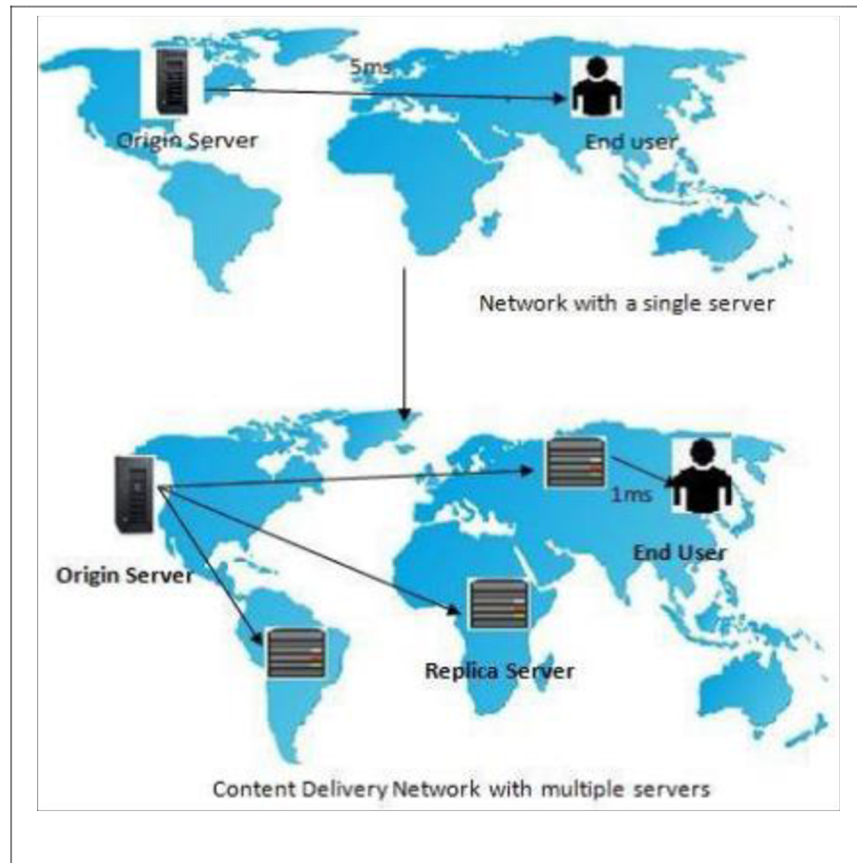 5ms
Origin Server
End user
Network with a single server
1ms
End User
Origin Server
Replica Server
Content Delivery Network with multiple servers